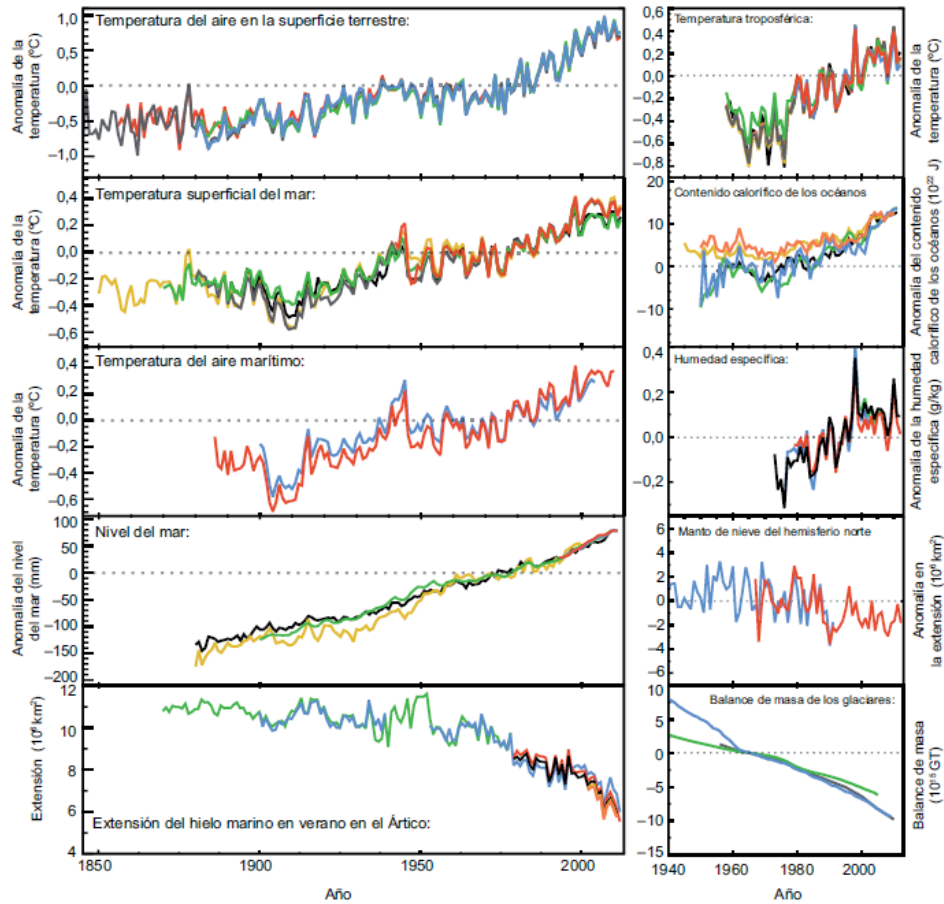 Temperatura del aire en la superficie terrestre:
Anomalía de la
temperatura (ºC)
1,0
0,5
0,0
–0,5
–1,0
Temperatura superficial del mar:
Anomalía de la
temperatura (ºC)
0,4
0,2
0,0
–0,2
–0,4
–0,6
Temperatura del aire marítimo:
Anomalía de la
temperatura (ºC)
0,4
0,2
0,0
–0,2
–0,4
–0,6
Nivel del mar:
Anomalía del nivel
del mar (mm)
100
50
0
–50
–100
–150
–200
Extensión del hielo marino en verano en el Ártico:
Extensión (10⁶ km²)
12
10
8
6
4
1850 1900 1950 2000
Año
Temperatura troposférica:
Anomalía de la
temperatura (ºC)
0,6
0,4
0,2
0,0
–0,2
–0,4
–0,6
–0,8
Contenido calorífico de los océanos
Anomalía del contenido
calorífico de los océanos (10²² J)
20
10
0
–10
Humedad específica:
Anomalía de la humedad
específica (g/kg)
0,4
0,2
0,0
–0,2
Manto de nieve del hemisferio norte
Anomalía en
la extensión (10⁶ km²)
6
4
2
0
–2
–4
–6
Balance de masa de los glaciares:
Balance de masa
(10¹⁵ GT)
10
5
0
–5
–10
–15
1940 1960 1980 2000
Año